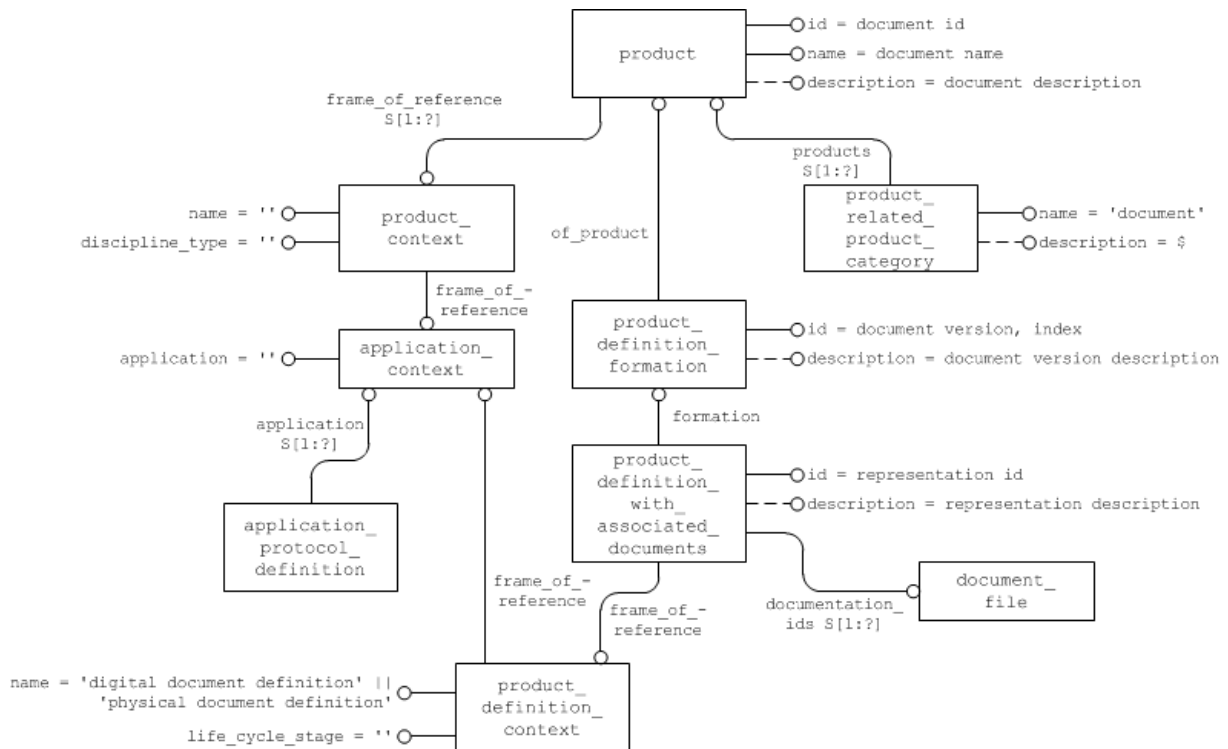 product
id = document id
name = document name
description = document description
frame_of_reference
S[1:?]
products
S[1:?]
name = ''
discipline_type = ''
product_
context
of_product
product_
related_
product_
category
name = 'document'
description = $
frame_of_-
reference
application = ''
application_
context
product_
definition_
formation
id = document version, index
description = document version description
application
S[1:?]
formation
application_
protocol_
definition
product_
definition_
with_
associated_
documents
id = representation id
description = representation description
frame_of_-
reference
frame_of_-
reference
documentation_
ids S[1:?]
document_
file
name = 'digital document definition' ||
'physical document definition'
life_cycle_stage = ''
product_
definition_
context